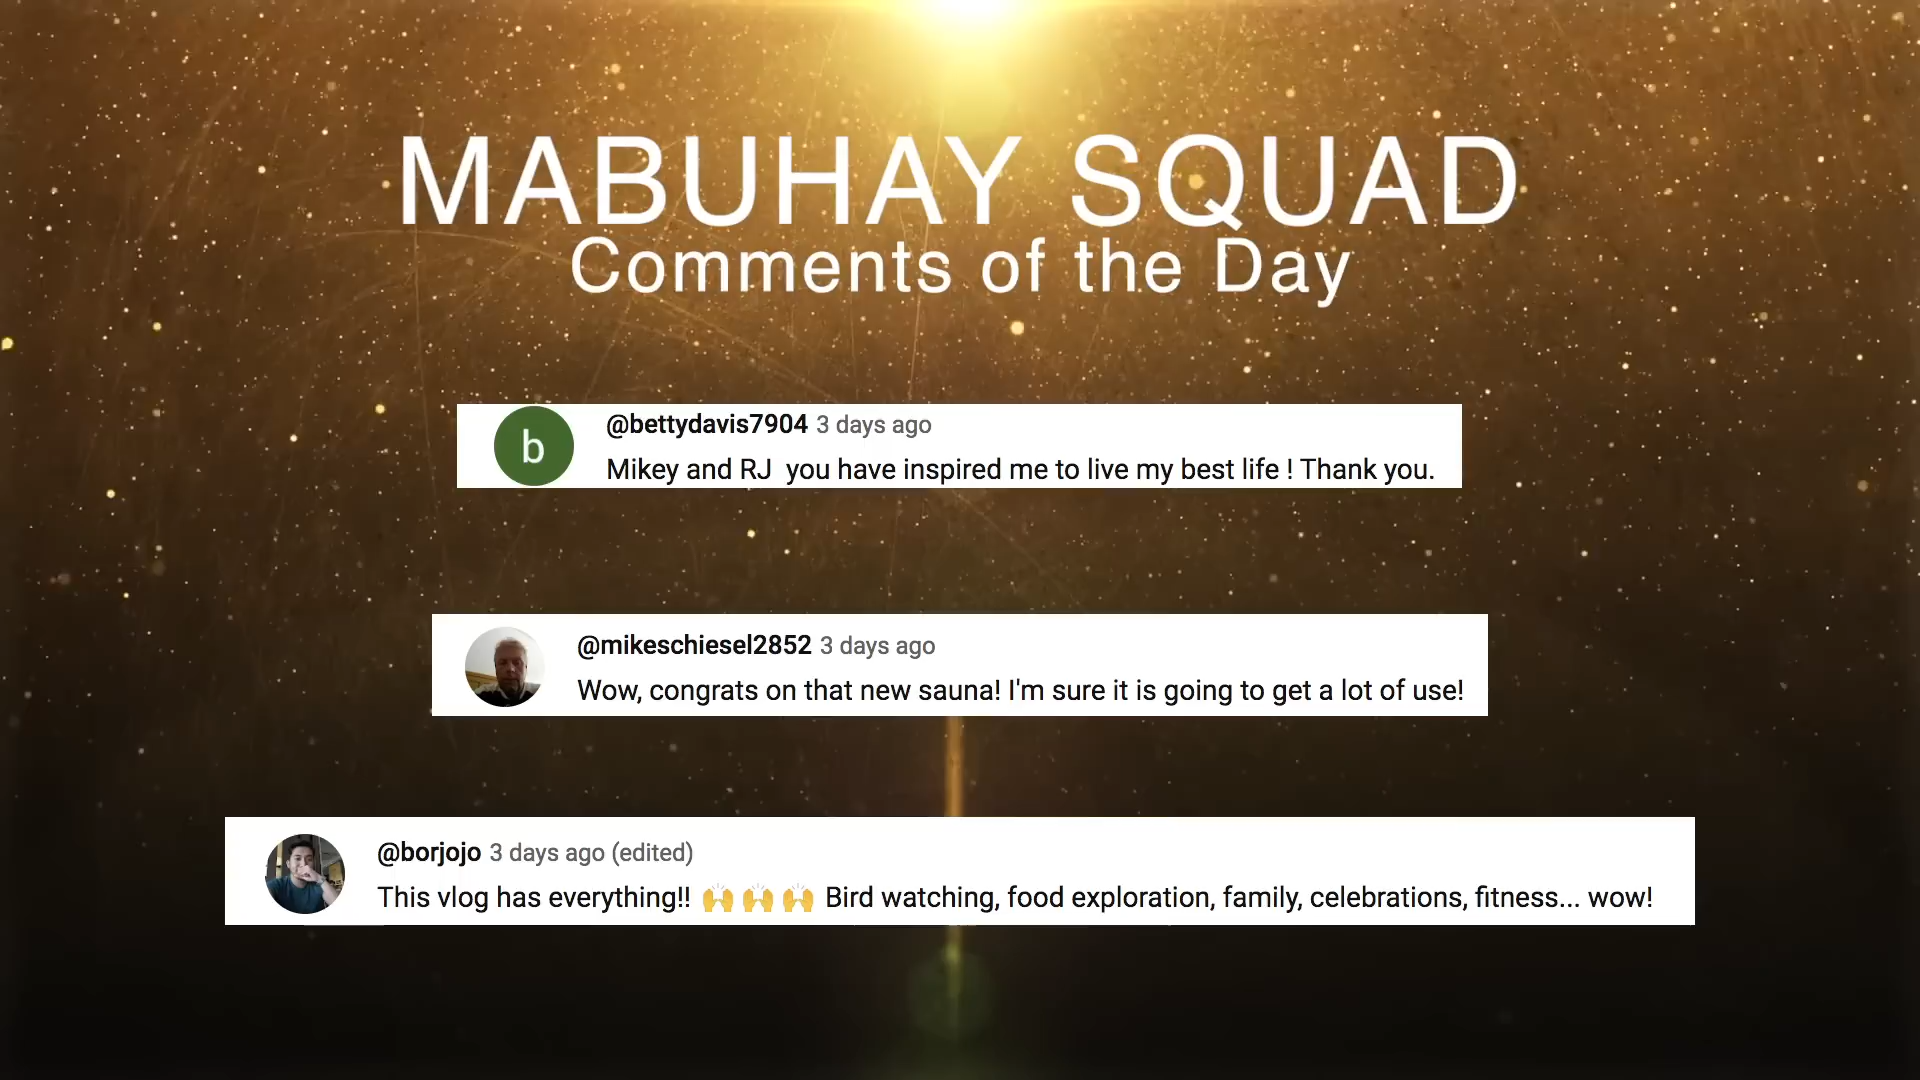 MABUHAY SQUAD
Comments of the Day
b
@bettydavis7904 3 days ago
Mikey and RJ  you have inspired me to live my best life ! Thank you.
@mikeschiesel2852 3 days ago
Wow, congrats on that new sauna! I'm sure it is going to get a lot of use!
@borjojo 3 days ago (edited)
This vlog has everything!! 🙌 🙌 🙌 Bird watching, food exploration, family, celebrations, fitness... wow!